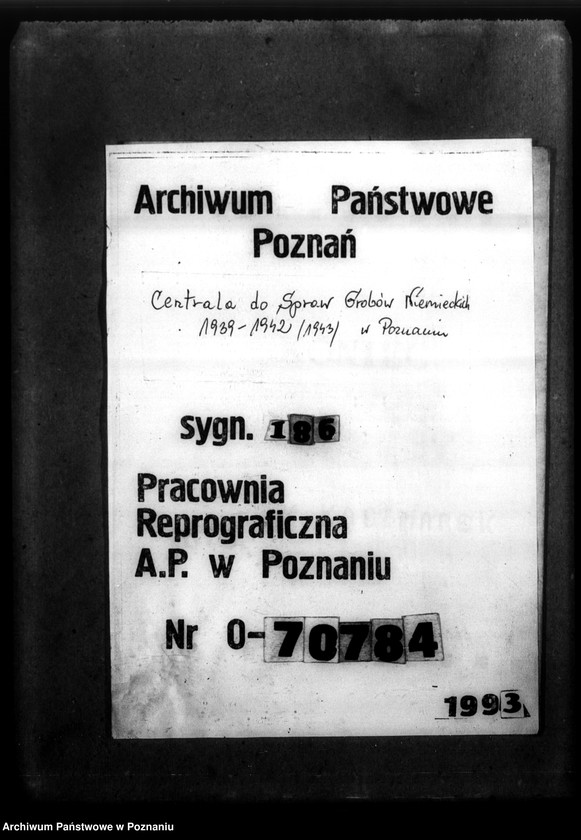 Archiwum Państwowe
Poznań
Centrala do Spraw Grobów Niemieckich
1939-1942 /1943/ w Poznaniu
sygn. 186
Pracownia
Reprograficzna
A.P. w Poznaniu
Nr O-70784
1993
Archiwum Państwowe w Poznaniu